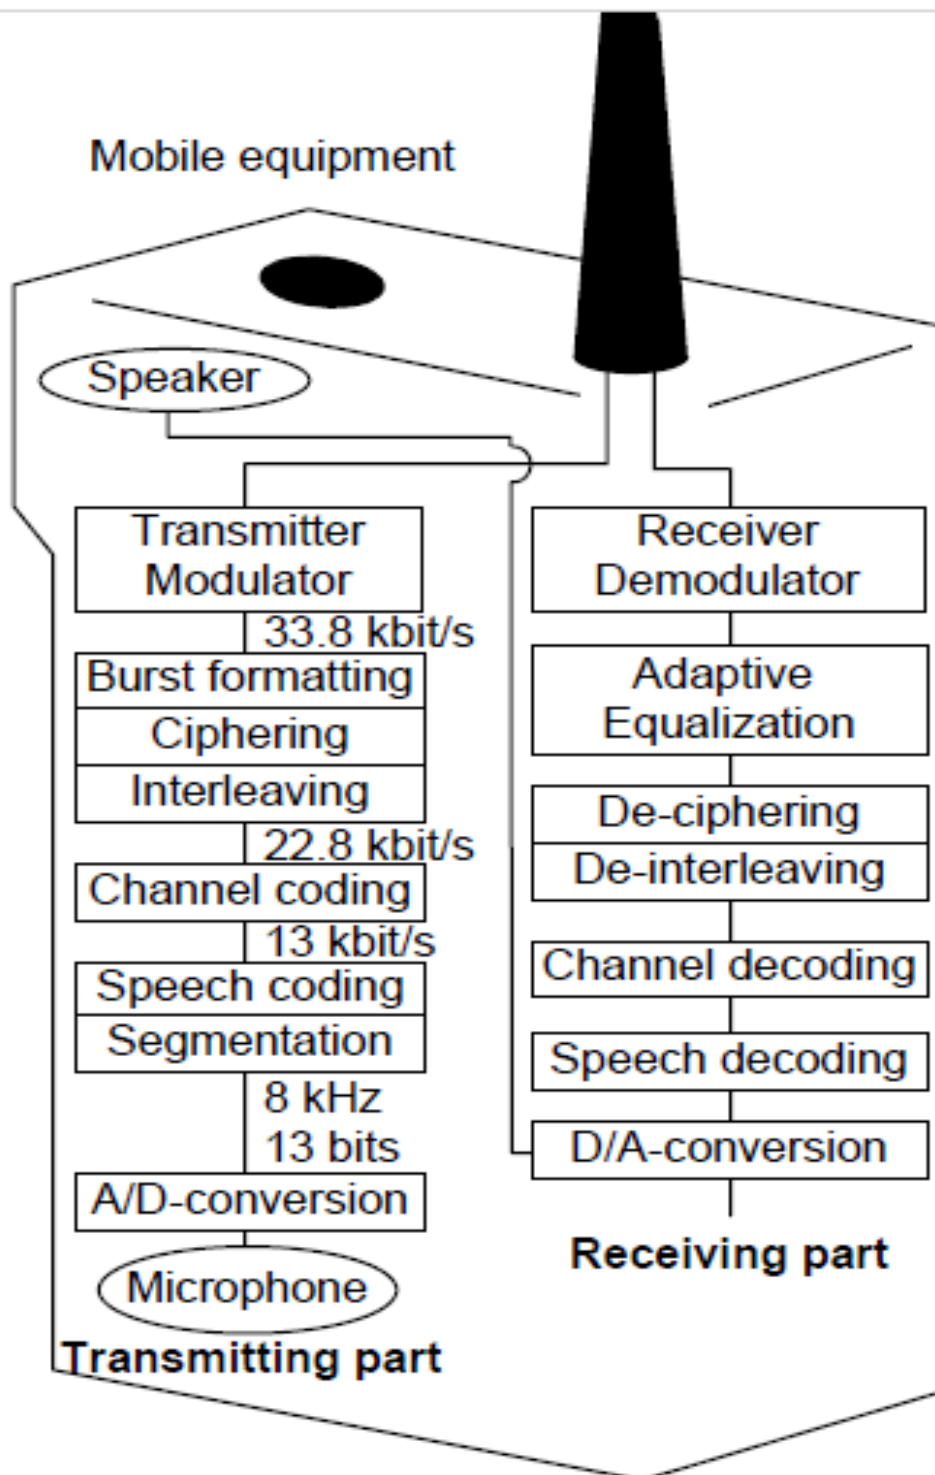 Mobile equipment
Speaker
Transmitter
Modulator
33.8 kbit/s
Burst formatting
Ciphering
Interleaving
22.8 kbit/s
Channel coding
13 kbit/s
Speech coding
Segmentation
8 kHz
13 bits
A/D-conversion
Microphone
Transmitting part
Receiver
Demodulator
Adaptive
Equalization
De-ciphering
De-interleaving
Channel decoding
Speech decoding
D/A-conversion
Receiving part